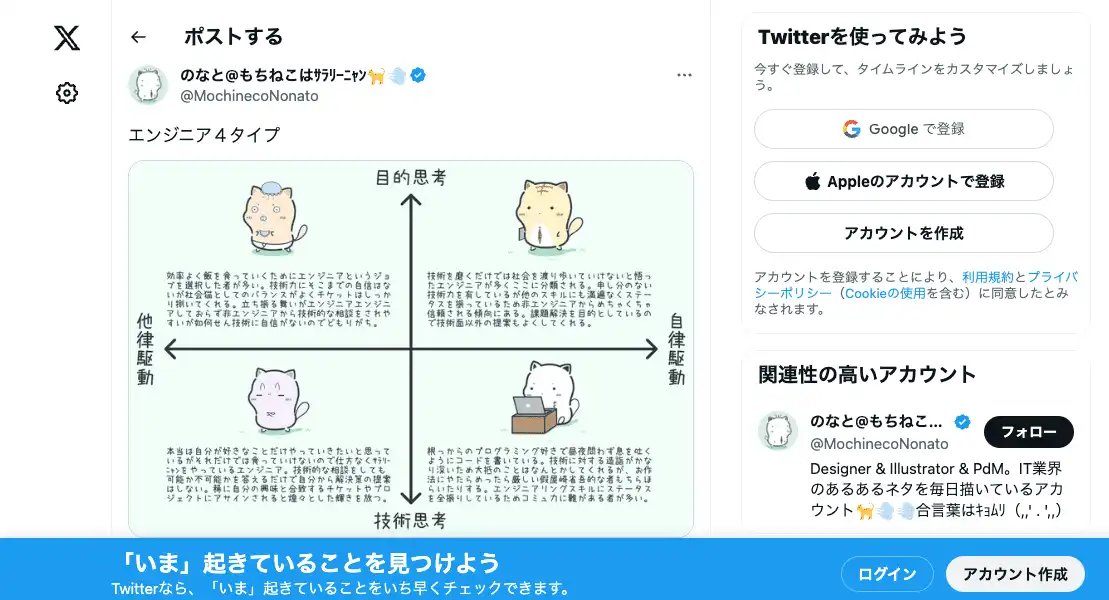 ポストする
のなと@もちねこはｻﾗﾘｰﾆｬﾝ🐈💨
@MochinecoNonato
エンジニア４タイプ
目的思考
効率よく飯を食っていくためにエンジニアというジョ
ブを選択した者が多い。技術力にそこまでの自信はな
いが社会猫としてのバランスがよくチケットはしっか
り捌いてくれる。立ち振る舞いがエンジニアエンジニ
アしておらず非エンジニアから技術的な相談をされや
すいが如何せん技術に自信がないのでどもりがち。
技術を磨くだけでは社会を渡り歩いていけないと悟っ
たエンジニアが多くここに分類される。申し分のない
技術力を有しているが他のスキルにも満遍なくステー
タスを振っているため非エンジニアからめちゃくちゃ
信頼される傾向にある。課題解決を目的としているの
で技術面以外の提案もよくしてくれる。
他律駆動
自律駆動
本当は自分が好きなことだけやっていきたいと思って
いるがそれだけでは食っていけないので仕方なくｻﾗﾘｰ
ﾆｬﾝをやっているエンジニア。技術的な相談をしても
可能か不可能かを答えるだけで自分から解決策の提案
はしない。稀に自分の興味と合致するチケットやプロ
ジェクトにアサインされると煌々とした輝きを放つ。
根っからのプログラミング好きで昼夜問わず息を吐く
ようにコードを書いている。技術に対する造詣がかな
り深いため大抵のことはなんとかしてくれるが、お作
法にやたらめったら厳しい仮屋崎省吾的な者もちらほ
らいたりする。エンジニアリングスキルにステータス
を全振りしているためコミュ力に難がある者が多い。
技術思考
Twitterを使ってみよう
今すぐ登録して、タイムラインをカスタマイズしましょ
う。
Google で登録
Appleのアカウントで登録
アカウントを作成
アカウントを登録することにより、利用規約とプライバ
シーポリシー（Cookieの使用を含む）に同意したとみ
なされます。
関連性の高いアカウント
のなと@もちねこ...
@MochinecoNonato
フォロー
Designer & Illustrator & PdM。IT業界
のあるあるネタを毎日描いているアカ
ウント🐈💨💨合言葉はｷｮﾑﾘ（,,' . ',,）
「いま」起きていることを見つけよう
Twitterなら、「いま」起きていることをいち早くチェックできます。
ログイン
アカウント作成